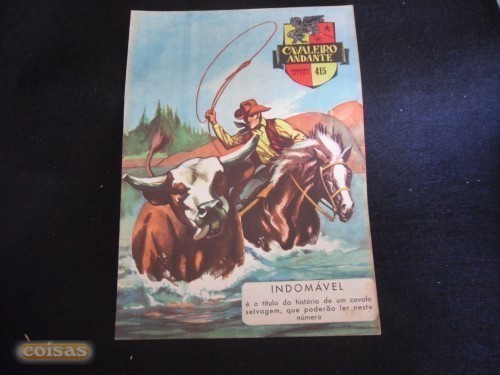 CAVALEIRO
ANDANTE
415
INDOMÁVEL
é o título da história de um cavalo
selvagem, que poderão ler neste
número
coisas